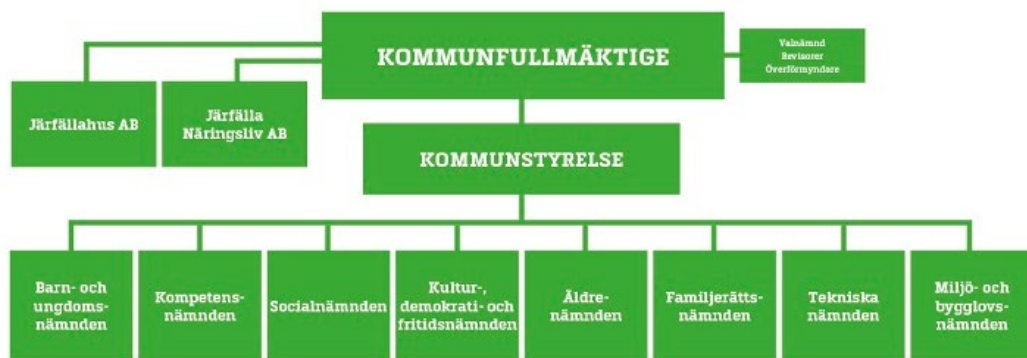 KOMMUNFULLMÄKTIGE
Valnämnd
Revisorer
Överförmyndare
Järfällahus AB
Järfälla
Näringsliv AB
KOMMUNSTYRELSE
Barn- och
ungdoms-
nämnden
Kompetens-
nämnden
Socialnämnden
Kultur-,
demokrati- och
fritidsnämnden
Äldre-
nämnden
Familjerätts-
nämnden
Tekniska
nämnden
Miljö- och
bygglovs-
nämnden